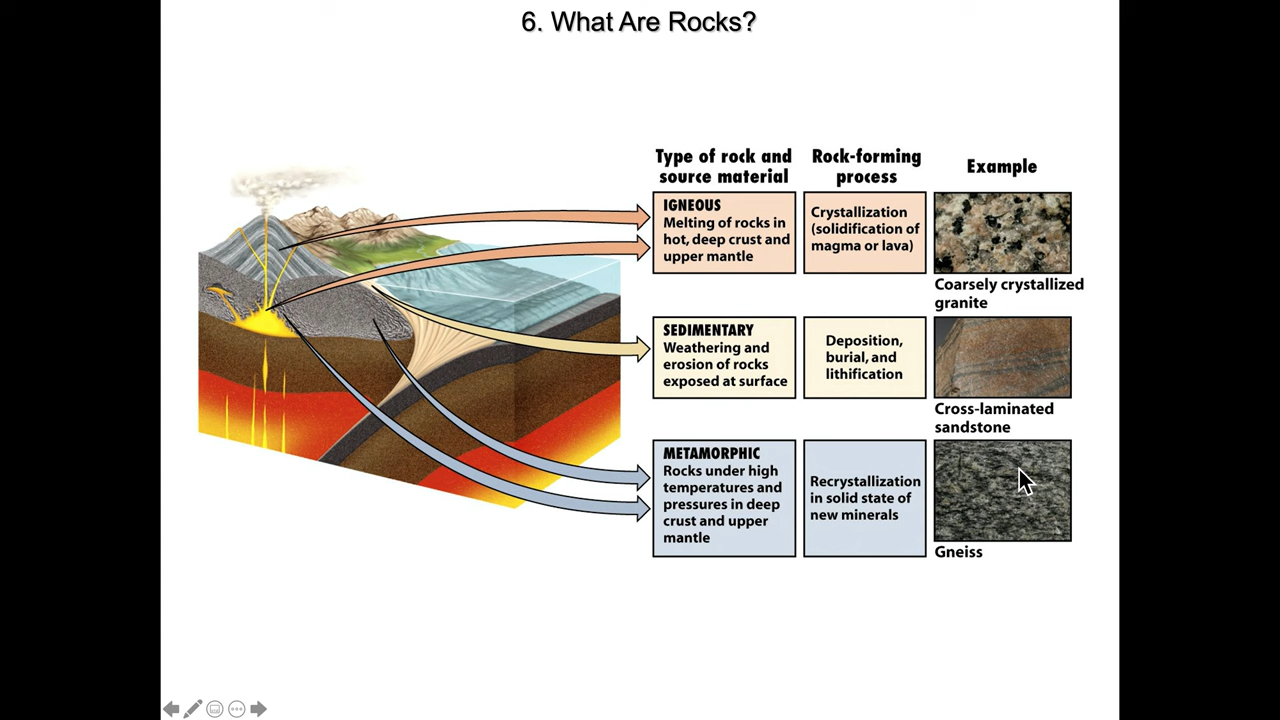 6. What Are Rocks?
Type of rock and
source material
Rock-forming
process
Example
IGNEOUS
Melting of rocks in
hot, deep crust and
upper mantle
Crystallization
(solidification of
magma or lava)
Coarsely crystallized
granite
SEDIMENTARY
Weathering and
erosion of rocks
exposed at surface
Deposition,
burial, and
lithification
Cross-laminated
sandstone
METAMORPHIC
Rocks under high
temperatures and
pressures in deep
crust and upper
mantle
Recrystallization
in solid state of
new minerals
Gneiss